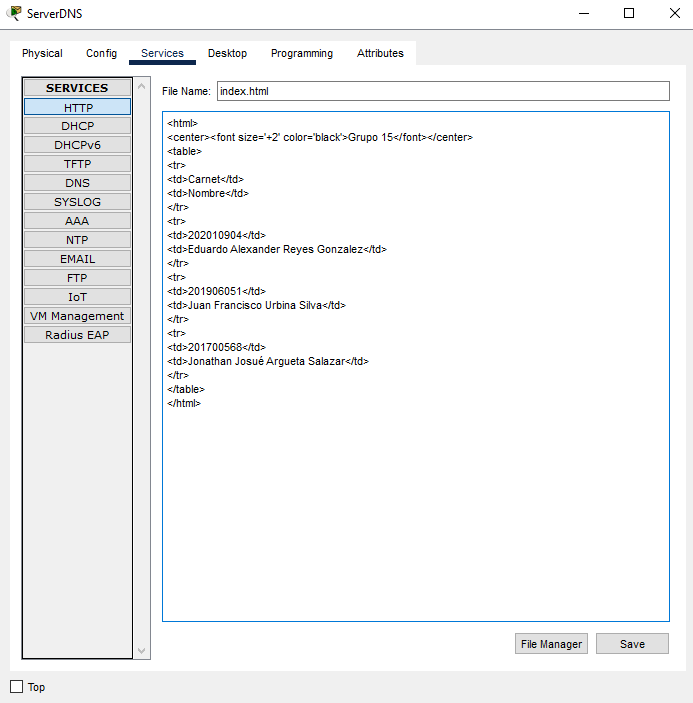 ServerDNS
Physical Config Services Desktop Programming Attributes
SERVICES
HTTP
DHCP
DHCPv6
TFTP
DNS
SYSLOG
AAA
NTP
EMAIL
FTP
IoT
VM Management
Radius EAP
File Name: index.html
<html>
<center><font size='+2' color='black'>Grupo 15</font></center>
<table>
<tr>
<td>Carnet</td>
<td>Nombre</td>
</tr>
<tr>
<td>202010904</td>
<td>Eduardo Alexander Reyes Gonzalez</td>
</tr>
<tr>
<td>201906051</td>
<td>Juan Francisco Urbina Silva</td>
</tr>
<tr>
<td>201700568</td>
<td>Jonathan Josué Argueta Salazar</td>
</tr>
</table>
</html>
File Manager Save
Top